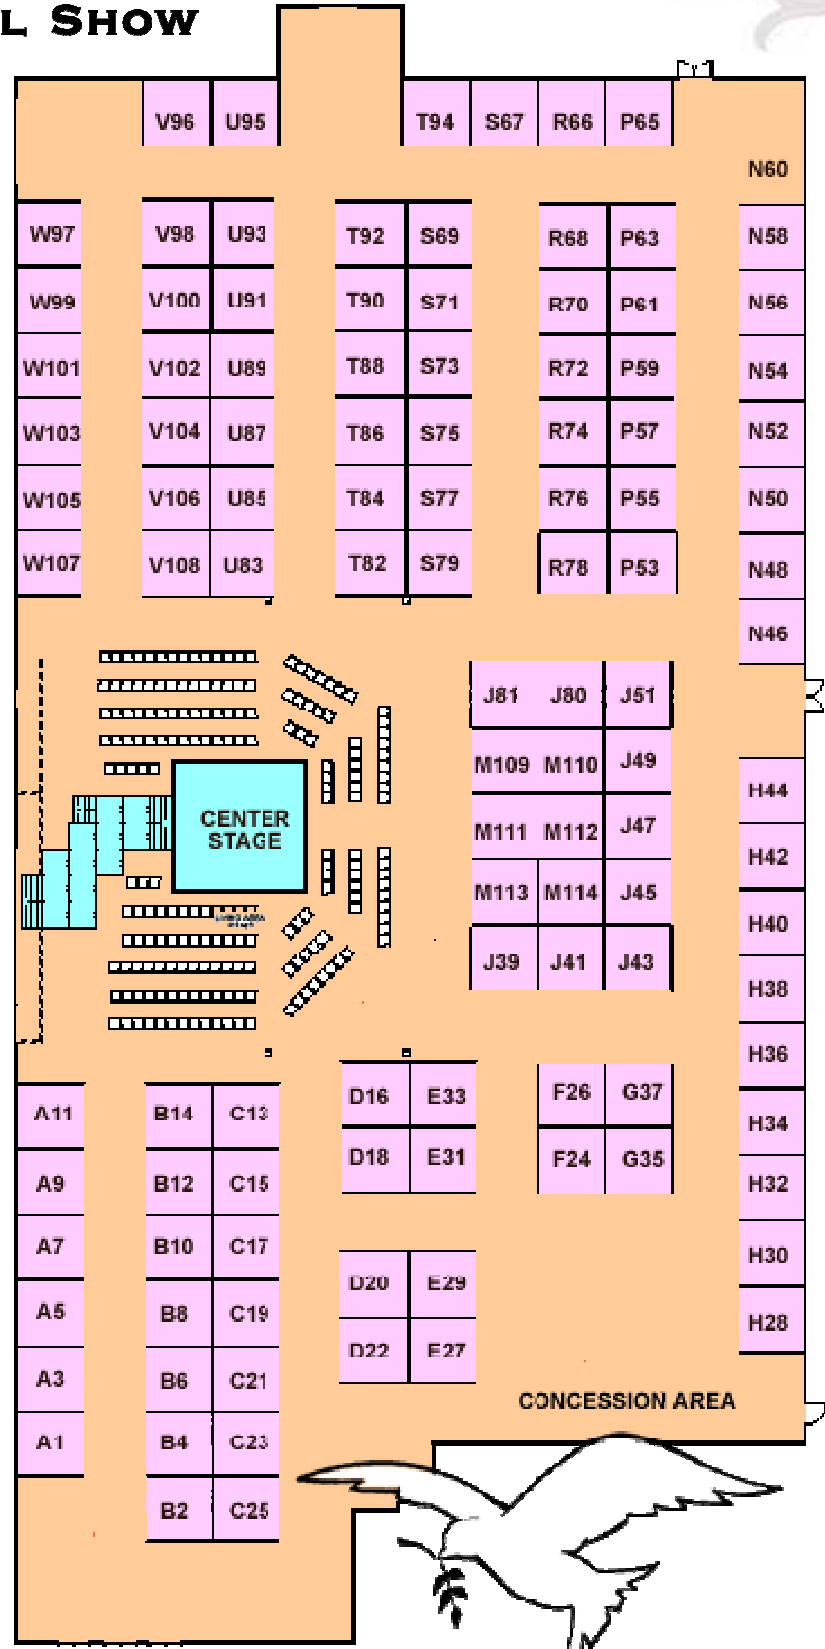 L SHOW
V96 U95 T94 S67 R66 P65
N60
W97 V98 U93 T92 S69 R68 P63 N58
W99 V100 U91 T90 S71 R70 P61 N56
W101 V102 U89 T88 S73 R72 P59 N54
W103 V104 U87 T86 S75 R74 P57 N52
W105 V106 U85 T84 S77 R76 P55 N50
W107 V108 U83 T82 S79 R78 P53 N48
N46
J81 J80 J51
M109 M110 J49
H44
CENTER
STAGE
M111 M112 J47
H42
M113 M114 J45
H40
J39 J41 J43
H38
H36
D16 E33 F26 G37
A11 B14 C13
H34
D18 E31 F24 G35
A9 B12 C15 H32
A7 B10 C17 H30
D20 E29
A5 B8 C19 H28
D22 E27
A3 B6 C21
CONCESSION AREA
A1 B4 C23
B2 C25